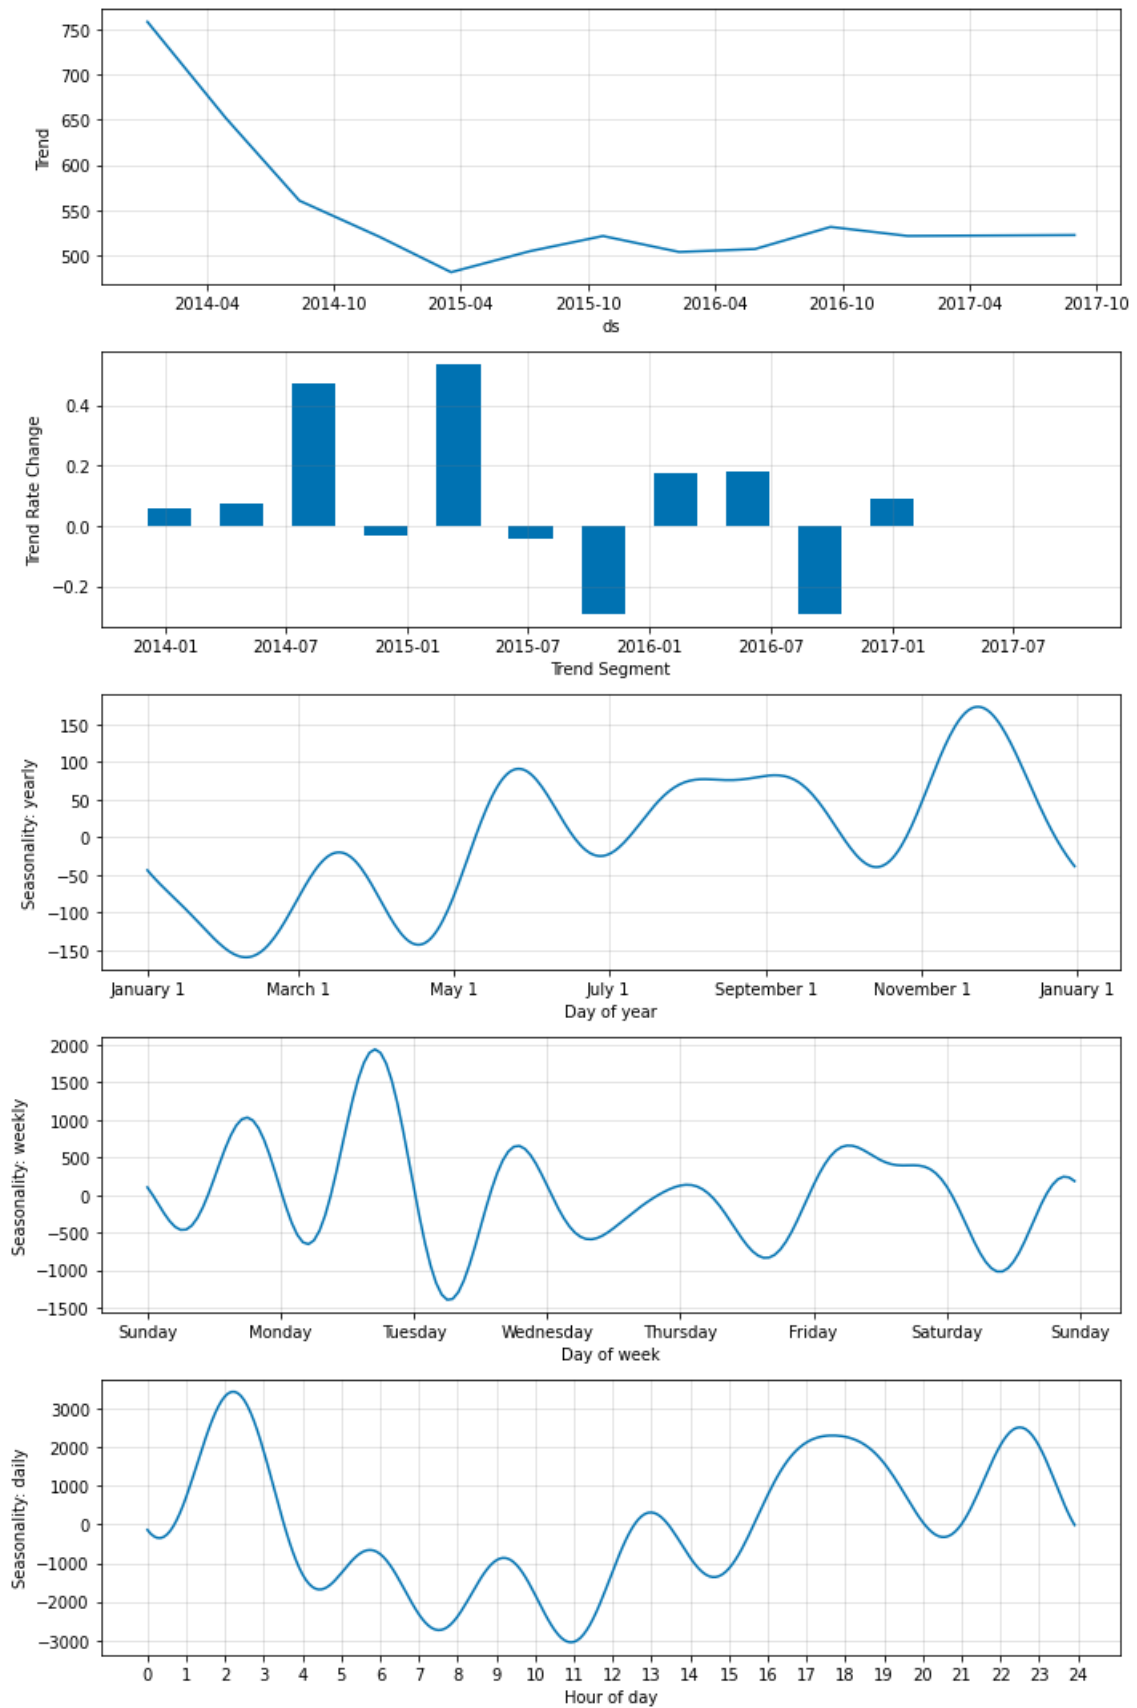 750
700
650
600
550
500
Trend
2014-04 2014-10 2015-04 2015-10 2016-04 2016-10 2017-04 2017-10
ds
0.4
0.2
0.0
−0.2
Trend Rate Change
2014-01 2014-07 2015-01 2015-07 2016-01 2016-07 2017-01 2017-07
Trend Segment
150
100
50
0
−50
−100
−150
Seasonality: yearly
January 1 March 1 May 1 July 1 September 1 November 1 January 1
Day of year
2000
1500
1000
500
0
−500
−1000
−1500
Seasonality: weekly
Sunday Monday Tuesday Wednesday Thursday Friday Saturday Sunday
Day of week
3000
2000
1000
0
−1000
−2000
−3000
Seasonality: daily
0 1 2 3 4 5 6 7 8 9 10 11 12 13 14 15 16 17 18 19 20 21 22 23 24
Hour of day